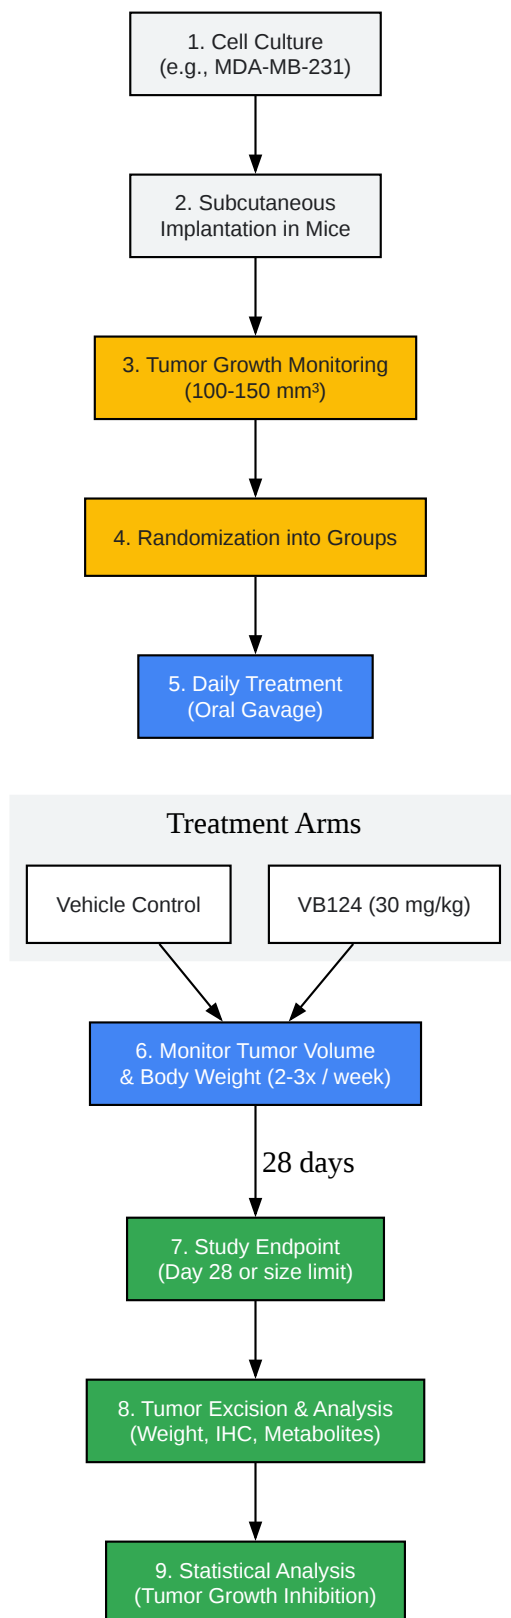 1. Cell Culture
(e.g., MDA-MB-231)
2. Subcutaneous
Implantation in Mice
3. Tumor Growth Monitoring
(100-150 mm³)
4. Randomization into Groups
5. Daily Treatment
(Oral Gavage)
Treatment Arms
Vehicle Control
VB124 (30 mg/kg)
6. Monitor Tumor Volume
& Body Weight (2-3x / week)
28 days
7. Study Endpoint
(Day 28 or size limit)
8. Tumor Excision & Analysis
(Weight, IHC, Metabolites)
9. Statistical Analysis
(Tumor Growth Inhibition)